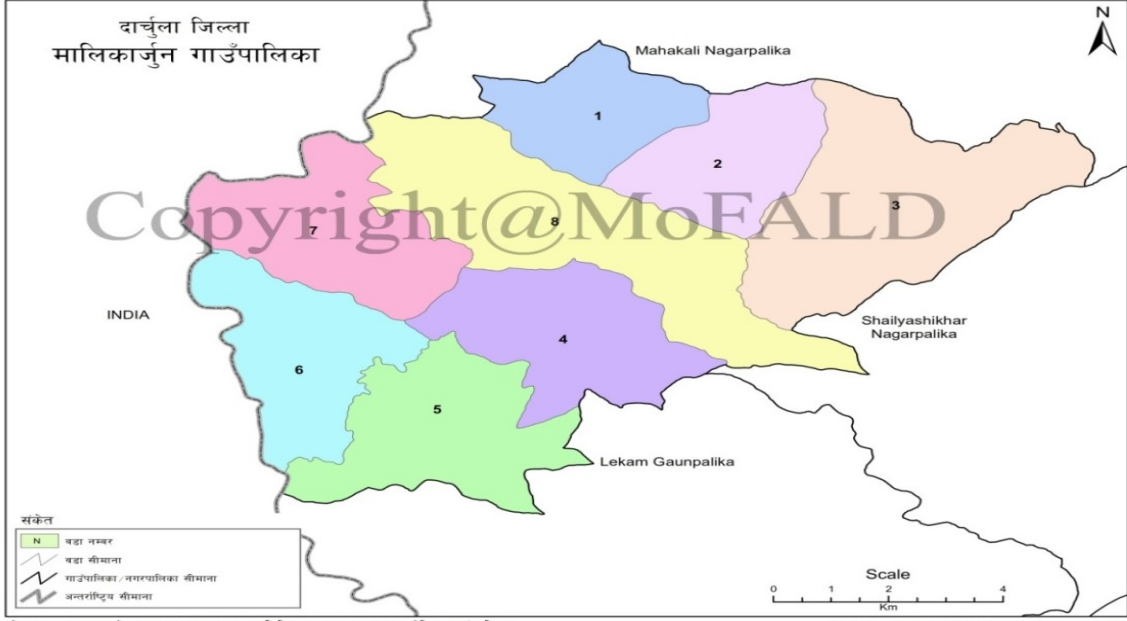 दार्चुला जिल्ला
मालिकार्जुन गाउँपालिका
N
Mahakali Nagarpalika
1
2
3
Copyright@MoFALD
8
7
INDIA
Shailyashikhar
Nagarpalika
4
6
5
Lekam Gaunpalika
संकेत
N वडा नम्बर
वडा सीमाना
गाउँपालिका/नगरपालिका सीमाना
अन्तर्राष्ट्रिय सीमाना
Scale
0 1 2 4
Km